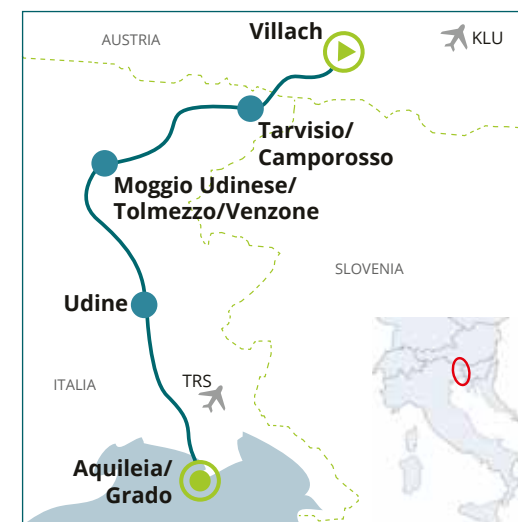 AUSTRIA
Villach
KLU
Tarvisio/
Camporosso
Moggio Udinese/
Tolmezzo/Venzone
SLOVENIA
Udine
ITALIA
TRS
Aquileia/
Grado